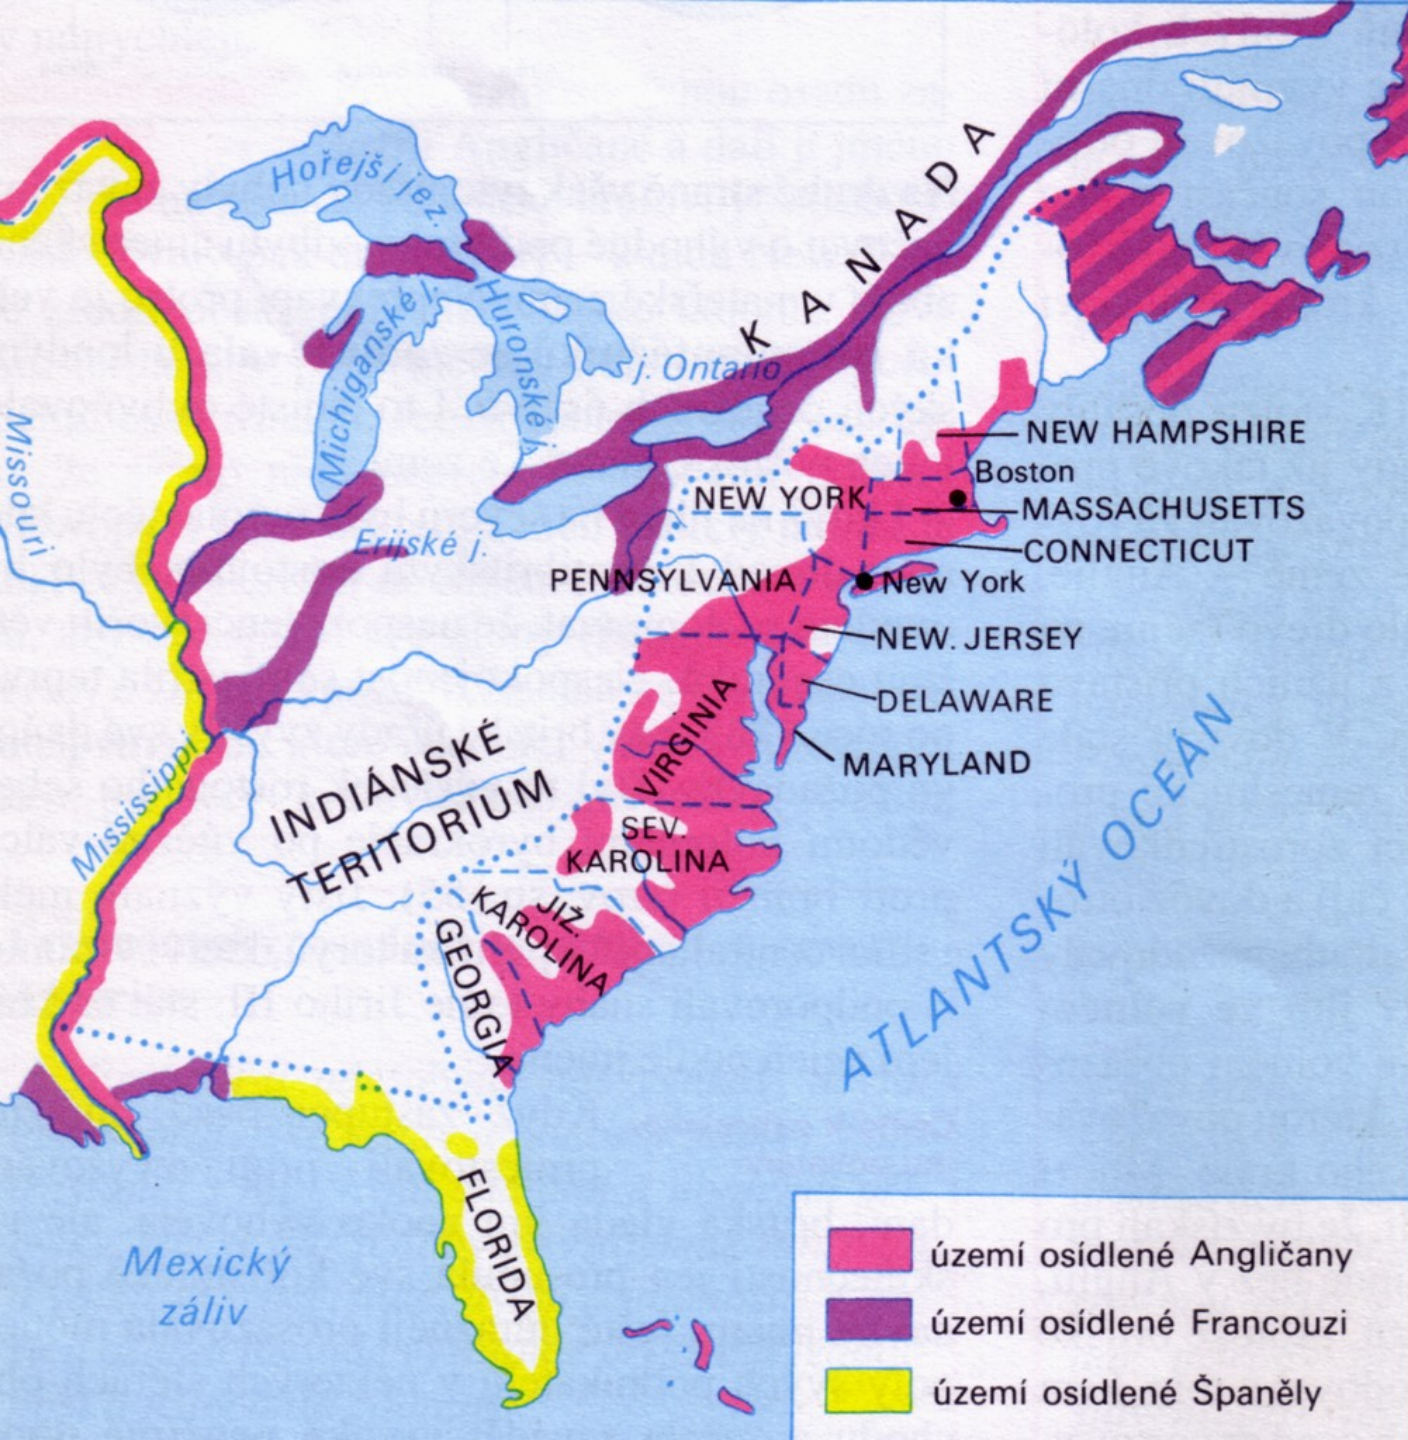 KANADA
Hořejší jez.
Michiganské j.
Huronské j.
j. Ontario
Erijské j.
Missouri
Mississippi
NEW HAMPSHIRE
Boston
MASSACHUSETTS
CONNECTICUT
NEW YORK
New York
PENNSYLVANIA
NEW. JERSEY
DELAWARE
MARYLAND
VIRGINIA
INDIÁNSKÉ
TERITORIUM
SEV.
KAROLINA
JIŽ.
KAROLINA
GEORGIA
FLORIDA
ATLANTSKÝ OCEÁN
Mexický
záliv
území osídlené Angličany
území osídlené Francouzi
území osídlené Španěly